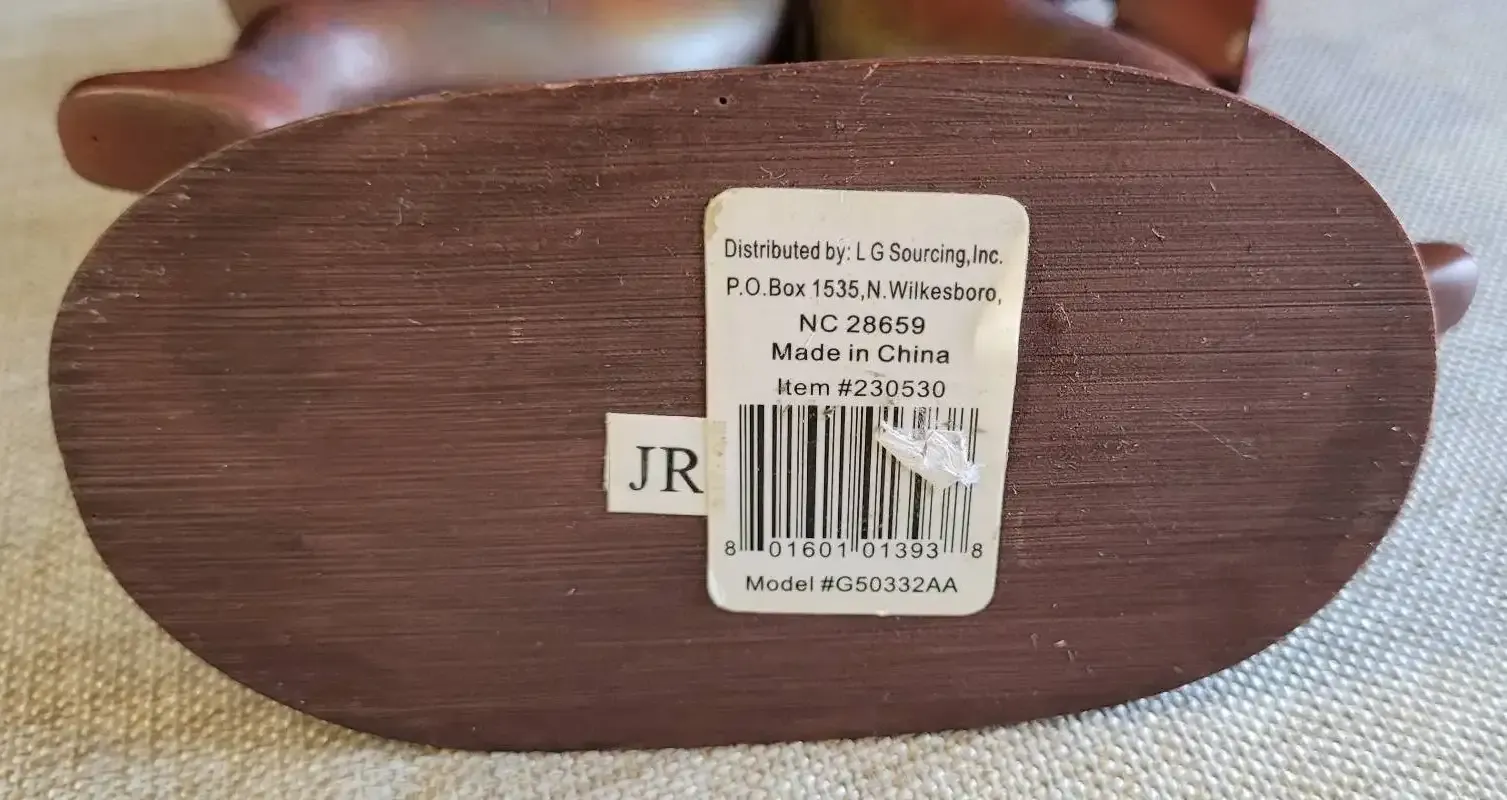 Distributed by: L G Sourcing,Inc.
P.O.Box 1535,N.Wilkesboro,
NC 28659
Made in China
Item #230530
JR
8 01601 01393 8
Model #G50332AA